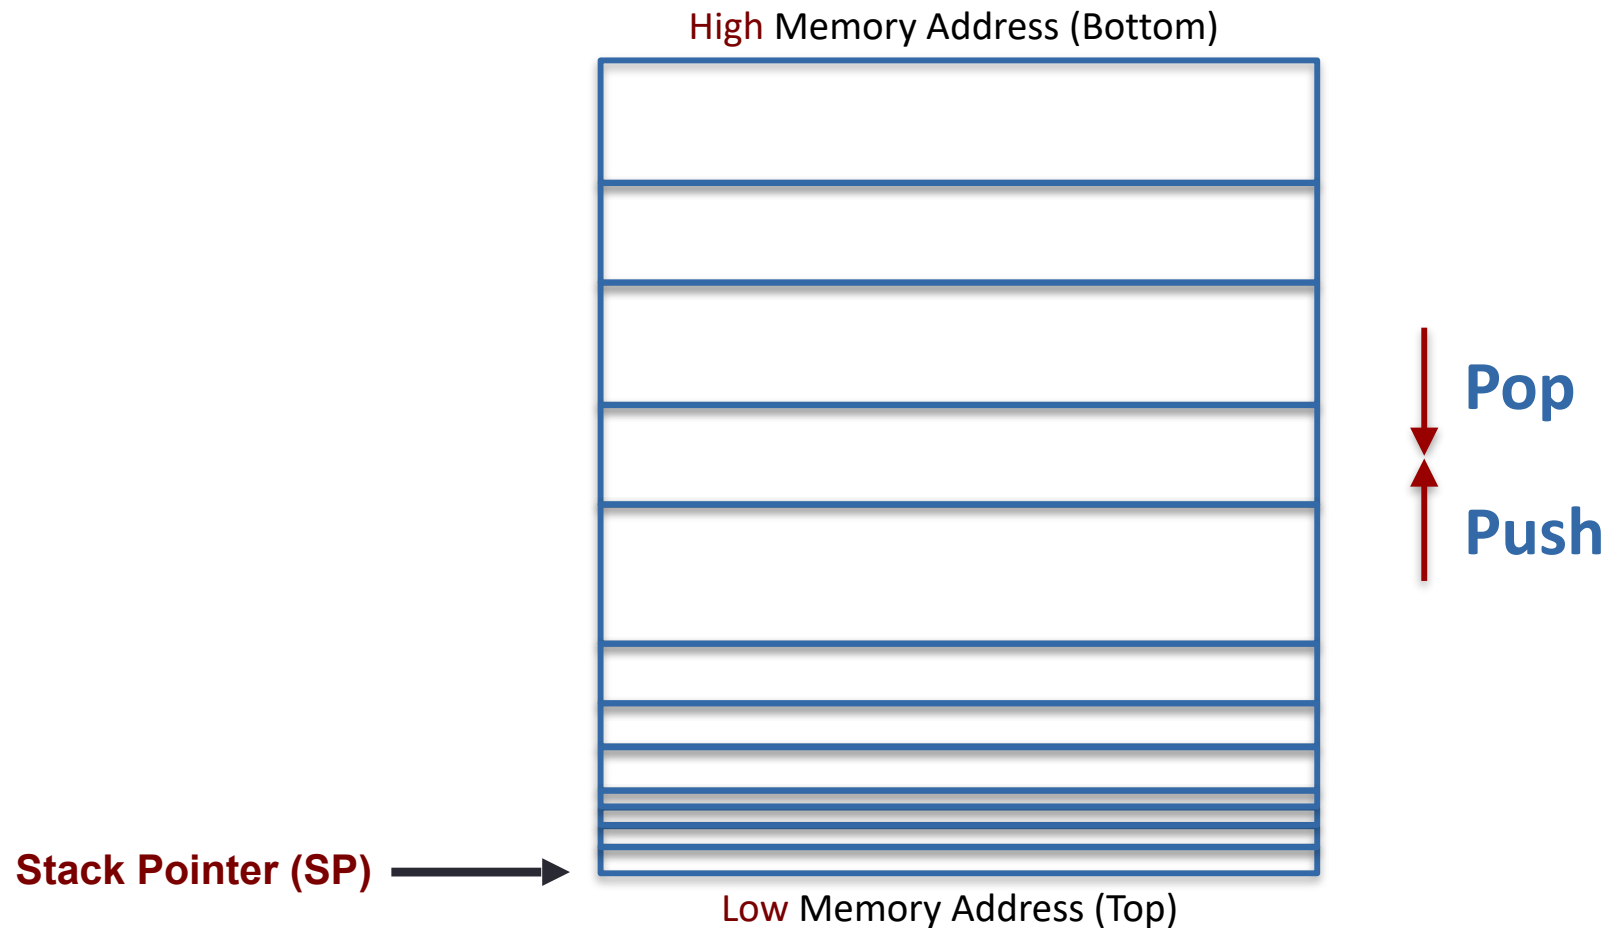 High Memory Address (Bottom)
Pop
Push
Stack Pointer (SP)
Low Memory Address (Top)